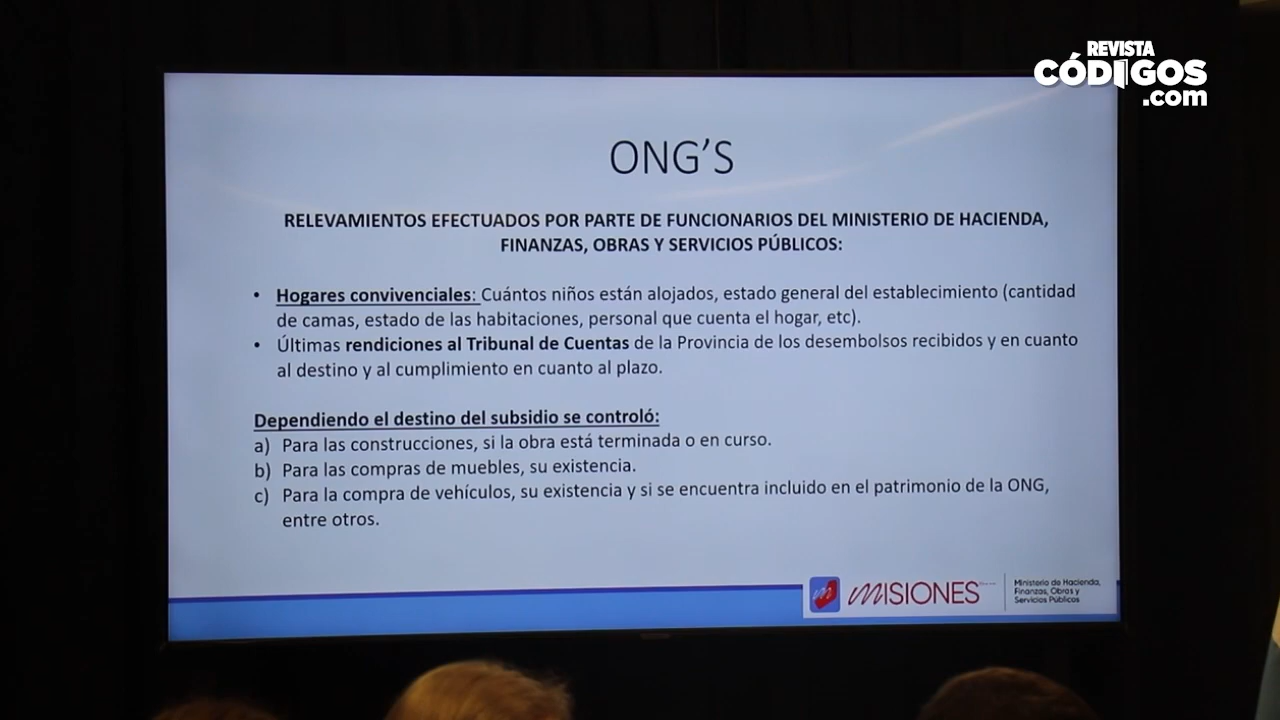 REVISTA
CÓDIGOS
.com
ONG'S
RELEVAMIENTOS EFECTUADOS POR PARTE DE FUNCIONARIOS DEL MINISTERIO DE HACIENDA,
FINANZAS, OBRAS Y SERVICIOS PÚBLICOS:
• Hogares convivenciales: Cuántos niños están alojados, estado general del establecimiento (cantidad
de camas, estado de las habitaciones, personal que cuenta el hogar, etc).
• Últimas rendiciones al Tribunal de Cuentas de la Provincia de los desembolsos recibidos y en cuanto
al destino y al cumplimiento en cuanto al plazo.
Dependiendo el destino del subsidio se controló:
a) Para las construcciones, si la obra está terminada o en curso.
b) Para las compras de muebles, su existencia.
c) Para la compra de vehículos, su existencia y si se encuentra incluido en el patrimonio de la ONG,
entre otros.
m MISIONES
Ministerio de Hacienda,
Finanzas, Obras y
Servicios Públicos